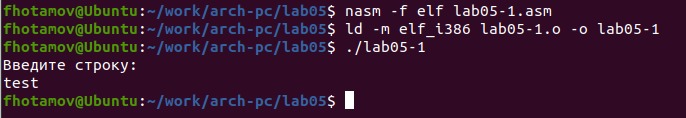 fhotamov@Ubuntu:~/work/arch-pc/lab05$ nasm -f elf lab05-1.asm
fhotamov@Ubuntu:~/work/arch-pc/lab05$ ld -m elf_i386 lab05-1.o -o lab05-1
fhotamov@Ubuntu:~/work/arch-pc/lab05$ ./lab05-1
Введите строку:
test
fhotamov@Ubuntu:~/work/arch-pc/lab05$